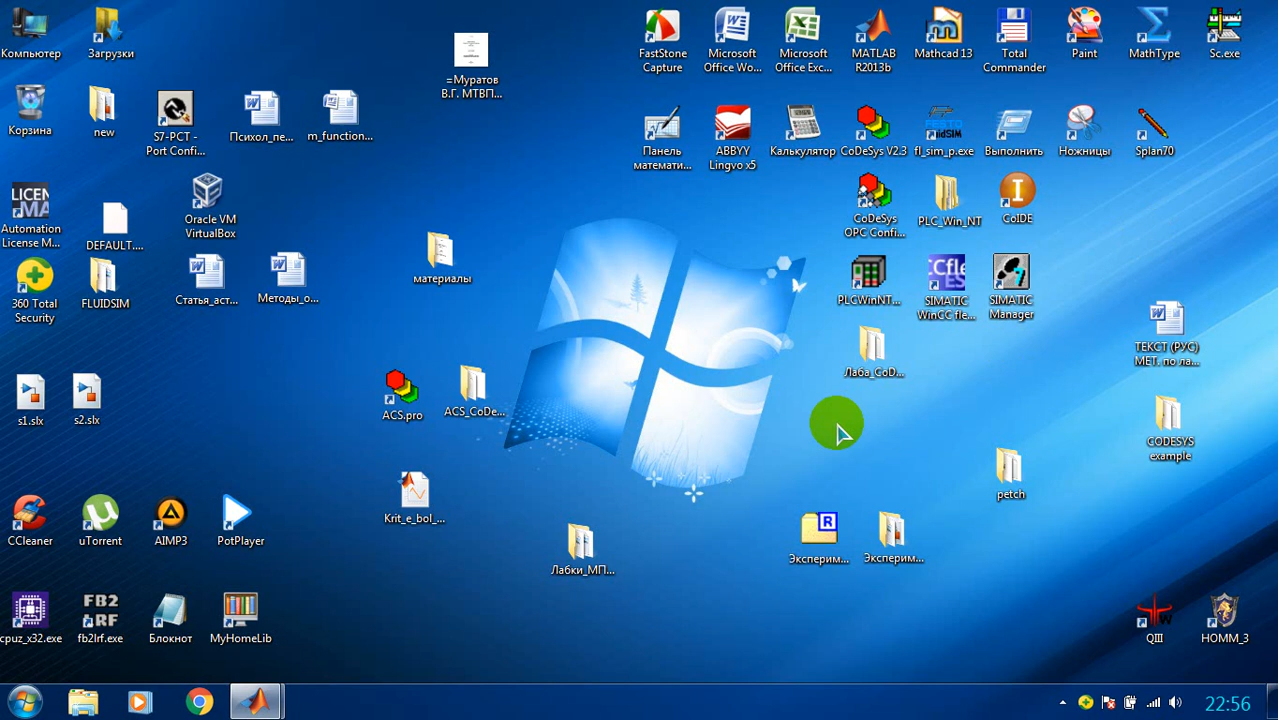 Компьютер
Загрузки
=Муратов
В.Г. МТВП...
FastStone
Capture
Microsoft
Office Wo...
Microsoft
Office Exc...
MATLAB
R2013b
Mathcad 13
Total
Commander
Paint
MathType
Sc.exe
Корзина
new
S7-PCT -
Port Confi...
Психол_пе...
m_function...
Панель
математи...
ABBYY
Lingvo x5
Калькулятор
CoDeSys V2.3
fl_sim_p.exe
Выполнить
Ножницы
Splan70
Automation
License M...
DEFAULT....
Oracle VM
VirtualBox
CoDeSys
OPC Confi...
PLC_Win_NT
CoIDE
360 Total
Security
FLUIDSIM
Статья_аст...
Методы_о...
материалы
PLCWinNT...
SIMATIC
WinCC fle...
SIMATIC
Manager
ТЕКСТ (РУС)
МЕТ. по ла...
s1.slx
s2.slx
ACS.pro
ACS_CoDe...
Лаба_CoD...
CODESYS
example
Krit_e_bol_...
petch
CCleaner
uTorrent
AIMP3
PotPlayer
Лабки_МП...
Эксперим...
Эксперим...
cpuz_x32.exe
FB2
LRF
fb2lrf.exe
Блокнот
MyHomeLib
QIII
HOMM_3
22:56